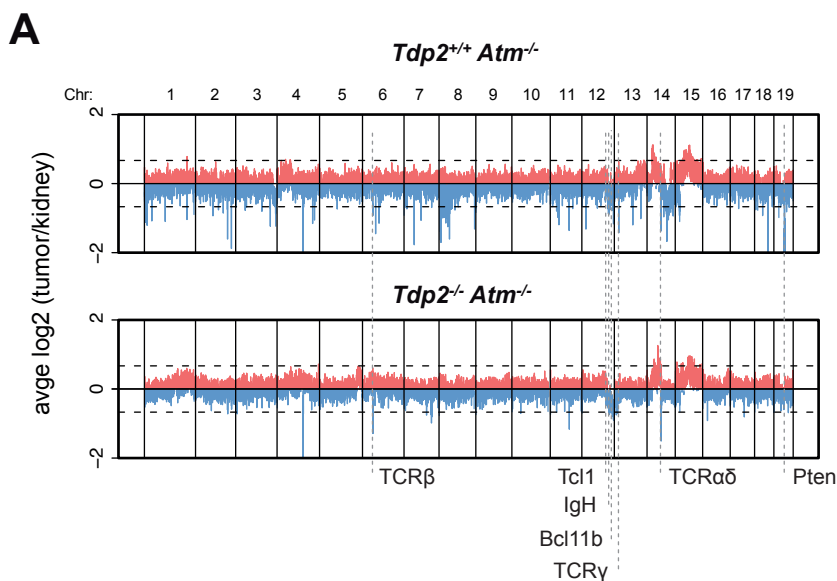 A
Tdp2+/+ Atm-/-
Chr: 1 2 3 4 5 6 7 8 9 10 11 12 13 14 15 16 17 18 19
2
0
−2
avge log2 (tumor/kidney)
Tdp2-/- Atm-/-
2
0
−2
TCRβ Tcl1 TCRαδ Pten
IgH
Bcl11b
TCRγ